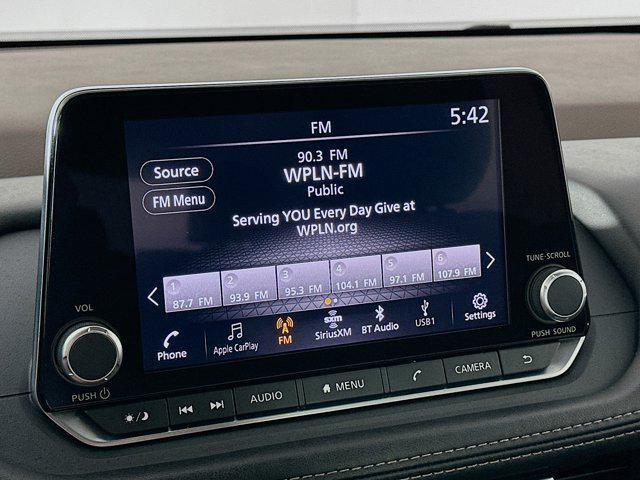 5:42
FM
90.3 FM
WPLN-FM
Public
Source
FM Menu
Serving YOU Every Day Give at
WPLN.org
1 2 3 4 5 6
87.7 FM 93.9 FM 95.3 FM 104.1 FM 97.1 FM 107.9 FM
Phone Apple CarPlay FM SiriusXM BT Audio USB1 Settings
sxm
VOL
PUSH
TUNE·SCROLL
PUSH SOUND
AUDIO MENU CAMERA